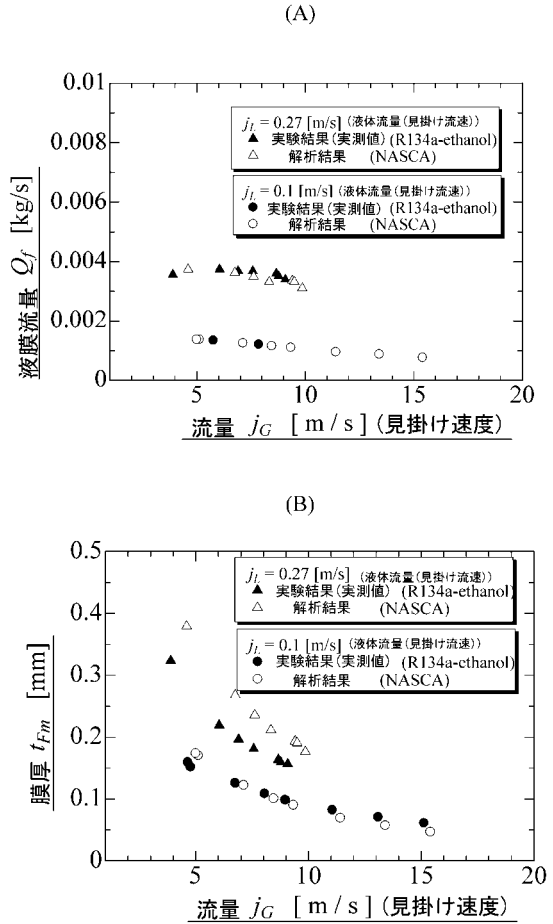 (A)
0.01
0.008
0.006
0.004
0.002
0
液膜流量 Qf [kg/s]
jL = 0.27 [m/s] (液体流量(見掛け流速))
▲ 実験結果(実測値) (R134a-ethanol)
△ 解析結果 (NASCA)
jL = 0.1 [m/s] (液体流量(見掛け流速))
● 実験結果(実測値) (R134a-ethanol)
○ 解析結果 (NASCA)
5 10 15 20
流量 jG [ m / s ] (見掛け速度)
(B)
0.5
0.4
0.3
0.2
0.1
0
膜厚 tFm [mm]
jL = 0.27 [m/s] (液体流量(見掛け流速))
▲ 実験結果(実測値) (R134a-ethanol)
△ 解析結果 (NASCA)
jL = 0.1 [m/s] (液体流量(見掛け流速))
● 実験結果(実測値) (R134a-ethanol)
○ 解析結果 (NASCA)
5 10 15 20
流量 jG [ m / s ] (見掛け速度)